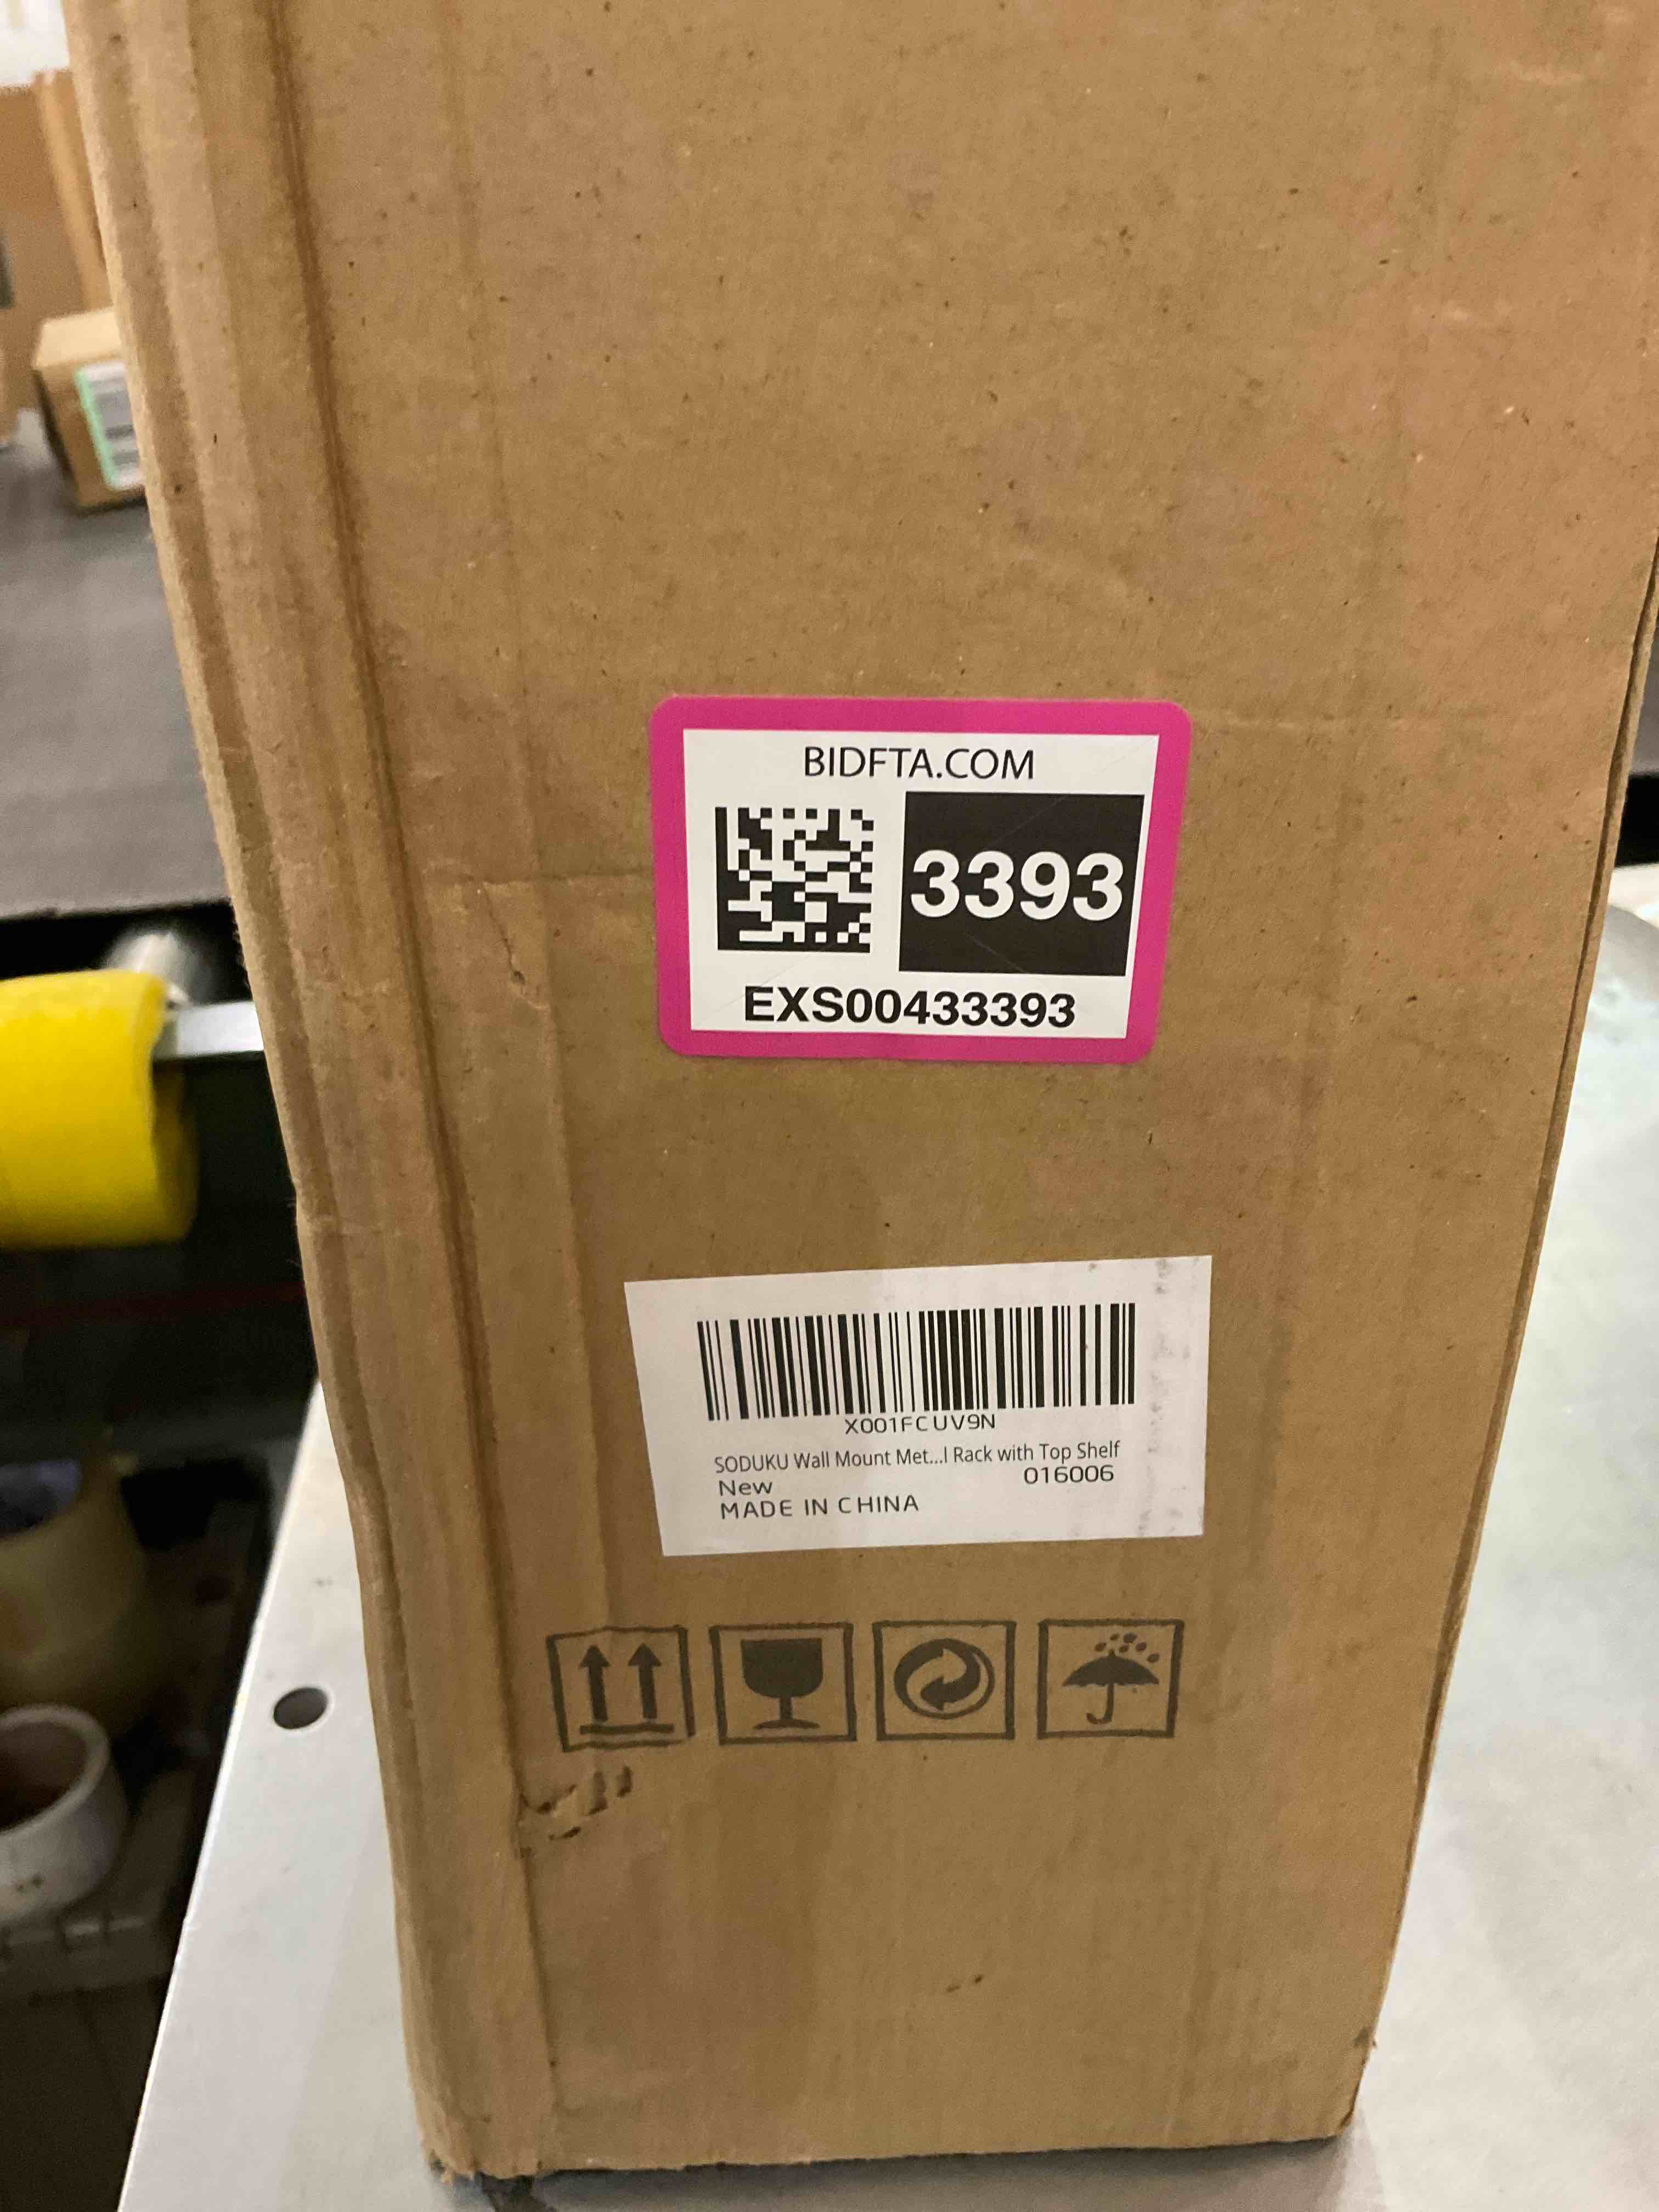 BIDFTA.COM
3393
EXS00433393
X001FCUV9N
SODUKU Wall Mount Met...l Rack with Top Shelf
New
016006
MADE IN CHINA